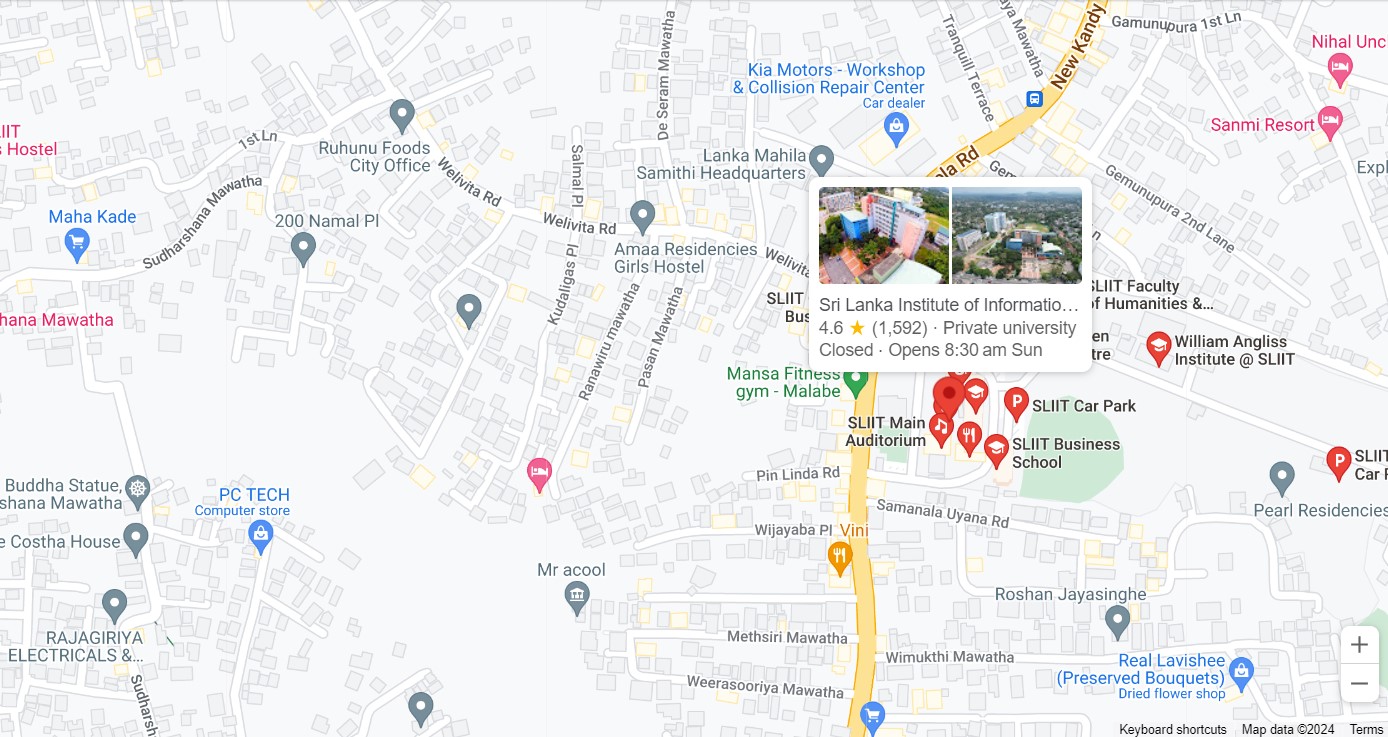 Gamunupura 1st Ln
New Kandy
Tranquill Terrace
ya Mawatha
De Seram Mawatha
Nihal Unc
Kia Motors - Workshop
& Collision Repair Center
Car dealer
Sanmi Resort
LIIT
s Hostel
1st Ln
Ruhunu Foods
City Office
Salmal Pl
Lanka Mahila
Samithi Headquarters
ala Rd
Gem
Gemunupura 2nd Lane
Expl
Welivita Rd
Sudharshana Mawatha
Maha Kade
200 Namal Pl
Welivita Rd
Amaa Residencies
Girls Hostel
Kudaligas Pl
Welivita
Ranawiru mawatha
Pasan Mawatha
SLIIT
Bus
Sri Lanka Institute of Informatio…
4.6 ★ (1,592) · Private university
Closed · Opens 8:30 am Sun
SLIIT Faculty
of Humanities &...
en
tre
William Angliss
Institute @ SLIIT
hana Mawatha
Mansa Fitness
gym - Malabe
P
SLIIT Car Park
SLIIT Main
Auditorium
SLIIT Business
School
P
SLIIT
Car P
Pin Linda Rd
Buddha Statue,
shana Mawatha
PC TECH
Computer store
Pearl Residencies
Samanala Uyana Rd
Wijayaba Pl
Vini
e Costha House
Mr acool
Roshan Jayasinghe
RAJAGIRIYA
ELECTRICALS &...
Methsiri Mawatha
Wimukthi Mawatha
Real Lavishee
(Preserved Bouquets)
Dried flower shop
Weerasooriya Mawatha
Sudharsh
+
−
Keyboard shortcuts
Map data ©2024
Terms